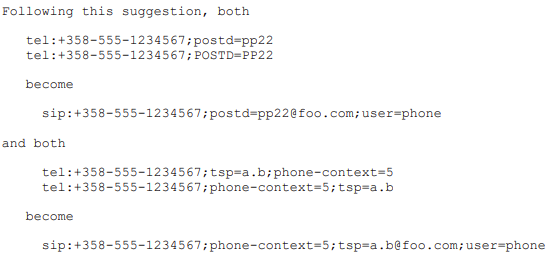 Following this suggestion, both
tel:+358-555-1234567;postd=pp22
tel:+358-555-1234567;POSTD=PP22
become
sip:+358-555-1234567;postd=pp22@foo.com;user=phone
and both
tel:+358-555-1234567;tsp=a.b;phone-context=5
tel:+358-555-1234567;phone-context=5;tsp=a.b
become
sip:+358-555-1234567;phone-context=5;tsp=a.b@foo.com;user=phone